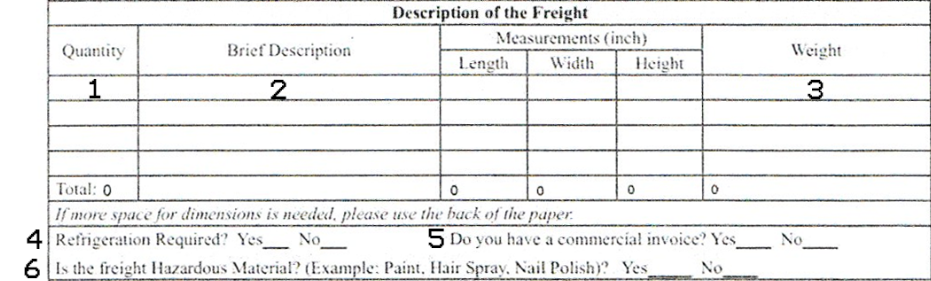 Description of the Freight
Quantity Brief Description Measurements (inch) Weight
Length Width Height
1 2 3
Total: 0 0 0 0 0
If more space for dimensions is needed, please use the back of the paper.
4 Refrigeration Required? Yes___ No___ 5 Do you have a commercial invoice? Yes____ No____
6 Is the freight Hazardous Material? (Example: Paint, Hair Spray, Nail Polish)? Yes_____ No____